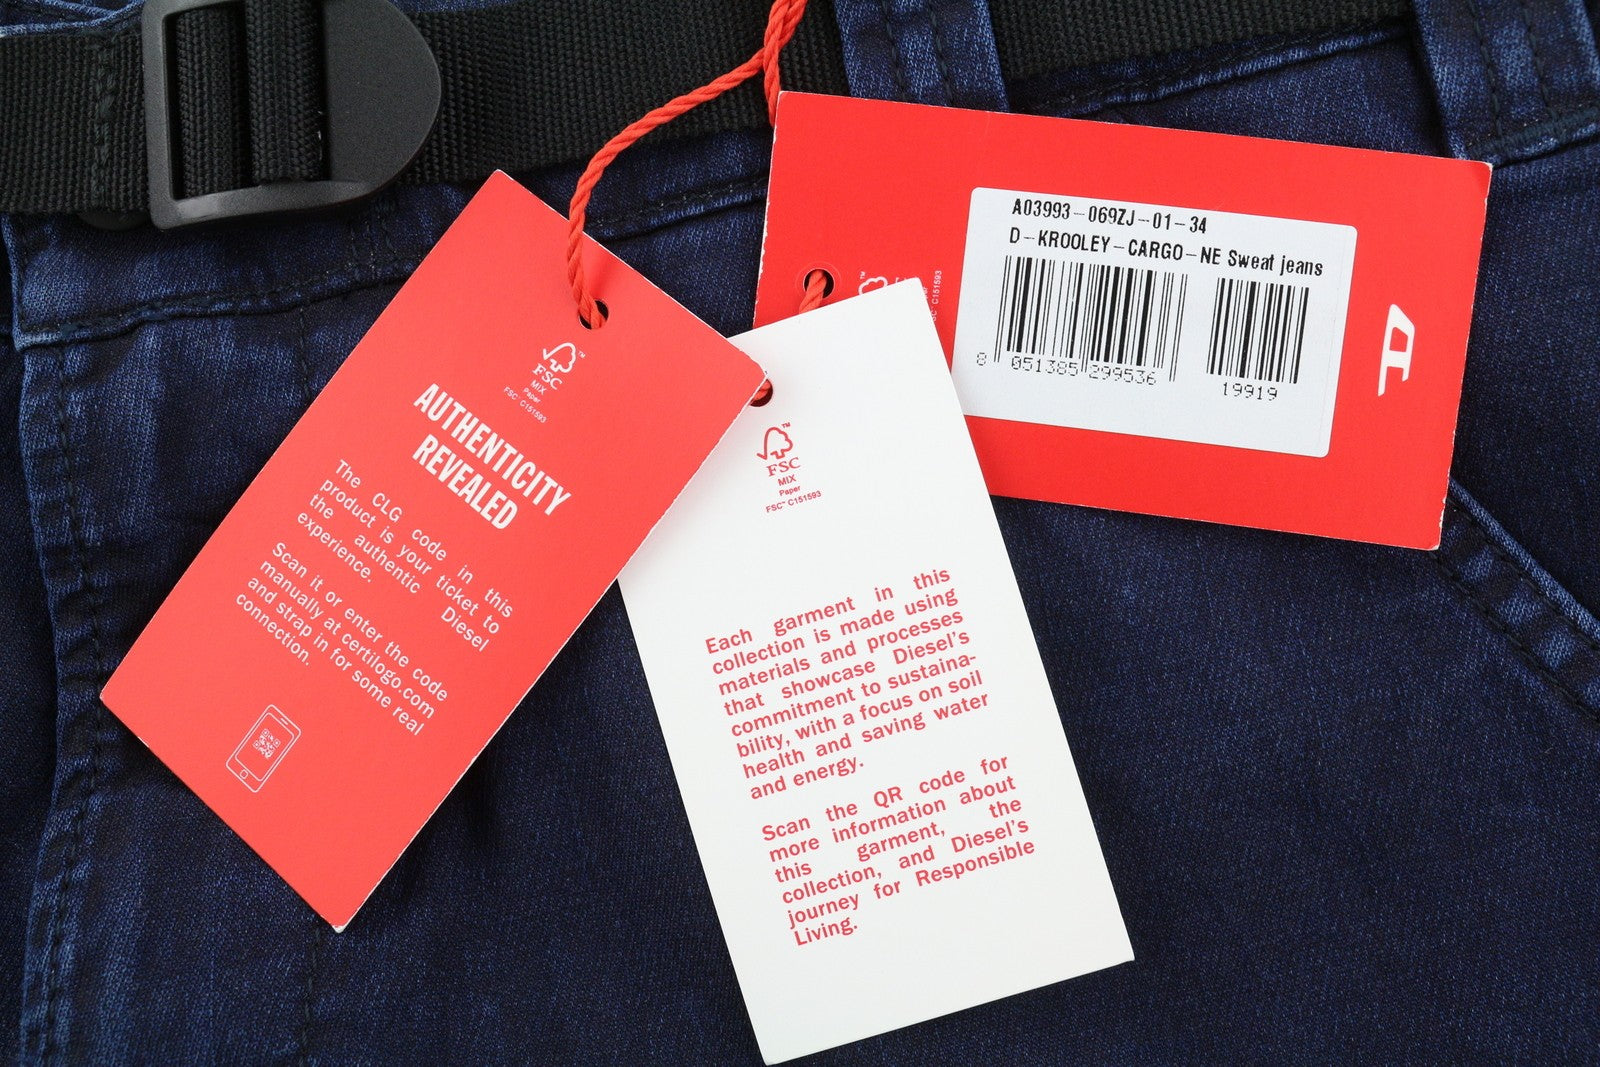 FSC™
MIX
Paper
FSC C151593
AUTHENTICITY
REVEALED
The CLG code in this
product is your ticket to
the authentic Diesel
experience.
Scan it or enter the code
manually at certilogo.com
and strap in for some real
connection.
FSC™
MIX
Paper
FSC™ C151593
Each garment in this
collection is made using
materials and processes
that showcase Diesel's
commitment to sustaina-
bility, with a focus on soil
health and saving water
and energy.
Scan the QR code for
more information about
this garment, the
collection, and Diesel's
journey for Responsible
Living.
A03993-069ZJ-01-34
D-KROOLEY-CARGO-NE Sweat jeans
8 051385 299536
19919
C151593
D